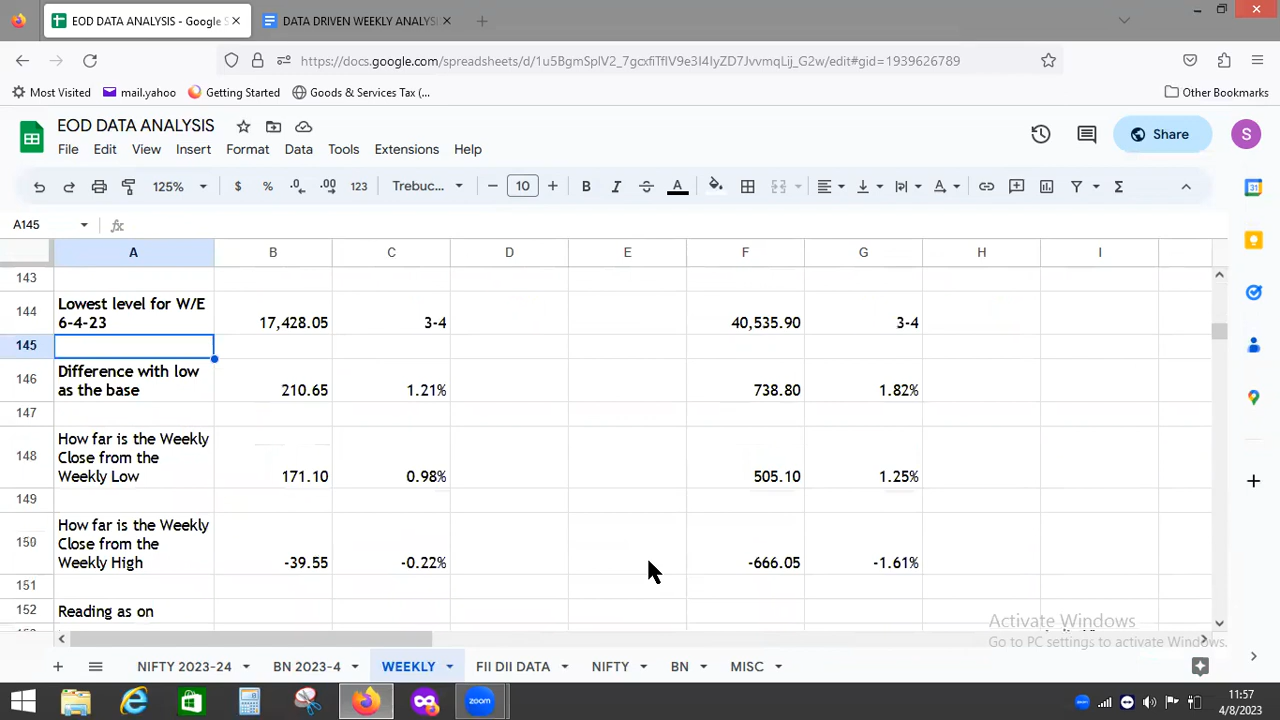 EOD DATA ANALYSIS - Google S
DATA DRIVEN WEEKLY ANALYS
https://docs.google.com/spreadsheets/d/1u5BgmSplV2_7gcxfiTflV9e3I4IyZD7JvvmqLij_G2w/edit#gid=1939626789
Most Visited mail.yahoo Getting Started Goods & Services Tax (... Other Bookmarks
EOD DATA ANALYSIS
Share S
File Edit View Insert Format Data Tools Extensions Help
125% $ % .0 .00 123 Trebuc... 10 B I A
A145 fx
A B C D E F G H I
143
144 Lowest level for W/E 6-4-23 17,428.05 3-4 40,535.90 3-4
145
146 Difference with low as the base 210.65 1.21% 738.80 1.82%
147
148 How far is the Weekly Close from the Weekly Low 171.10 0.98% 505.10 1.25%
149
150 How far is the Weekly Close from the Weekly High -39.55 -0.22% -666.05 -1.61%
151
152 Reading as on
Activate Windows
Go to PC settings to activate Windows.
NIFTY 2023-24 BN 2023-4 WEEKLY FII DII DATA NIFTY BN MISC
zoom
11:57
4/8/2023